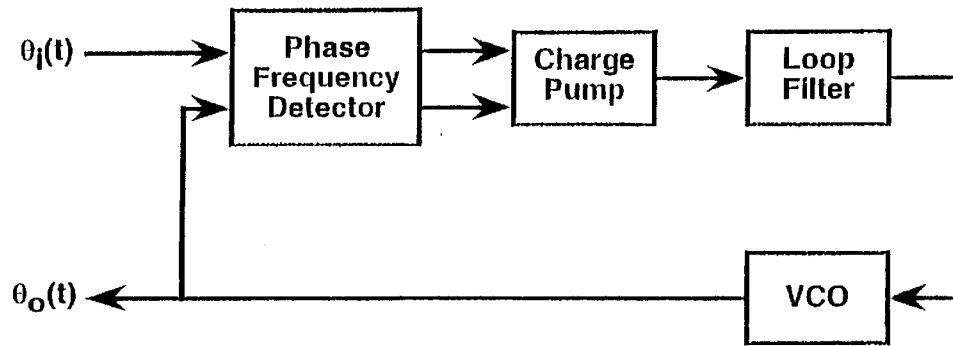 θi(t)
Phase
Frequency
Detector
Charge
Pump
Loop
Filter
θo(t)
VCO